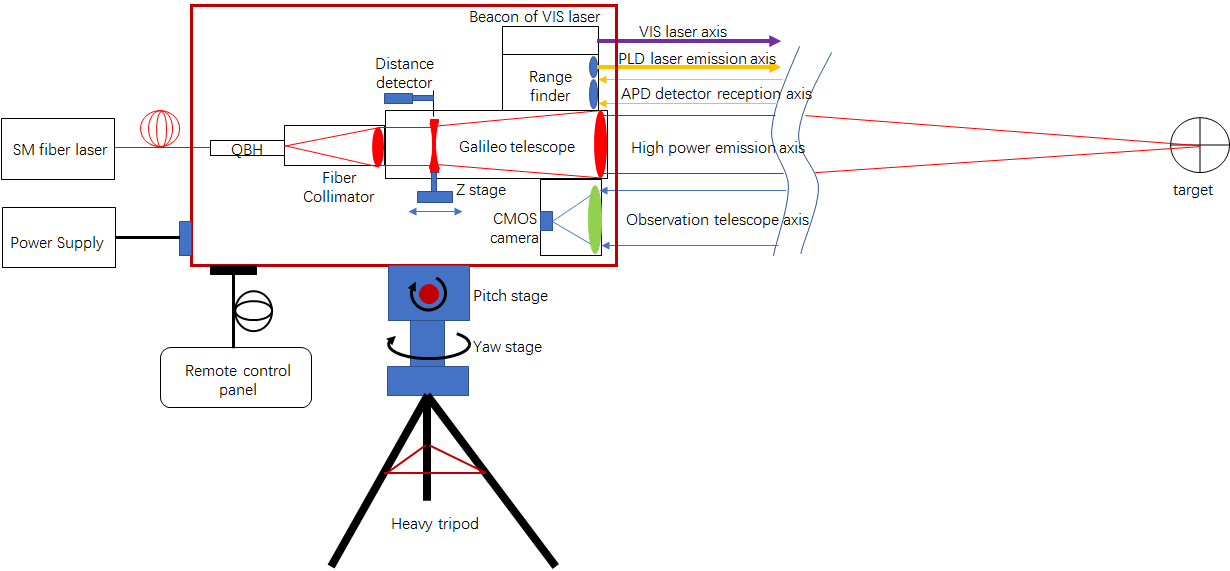 Beacon of VIS laser
VIS laser axis
PLD laser emission axis
Distance
detector
Range
finder
APD detector reception axis
SM fiber laser
QBH
Galileo telescope
High power emission axis
Fiber
Collimator
Z stage
target
CMOS
camera
Observation telescope axis
Power Supply
Pitch stage
Yaw stage
Remote control
panel
Heavy tripod